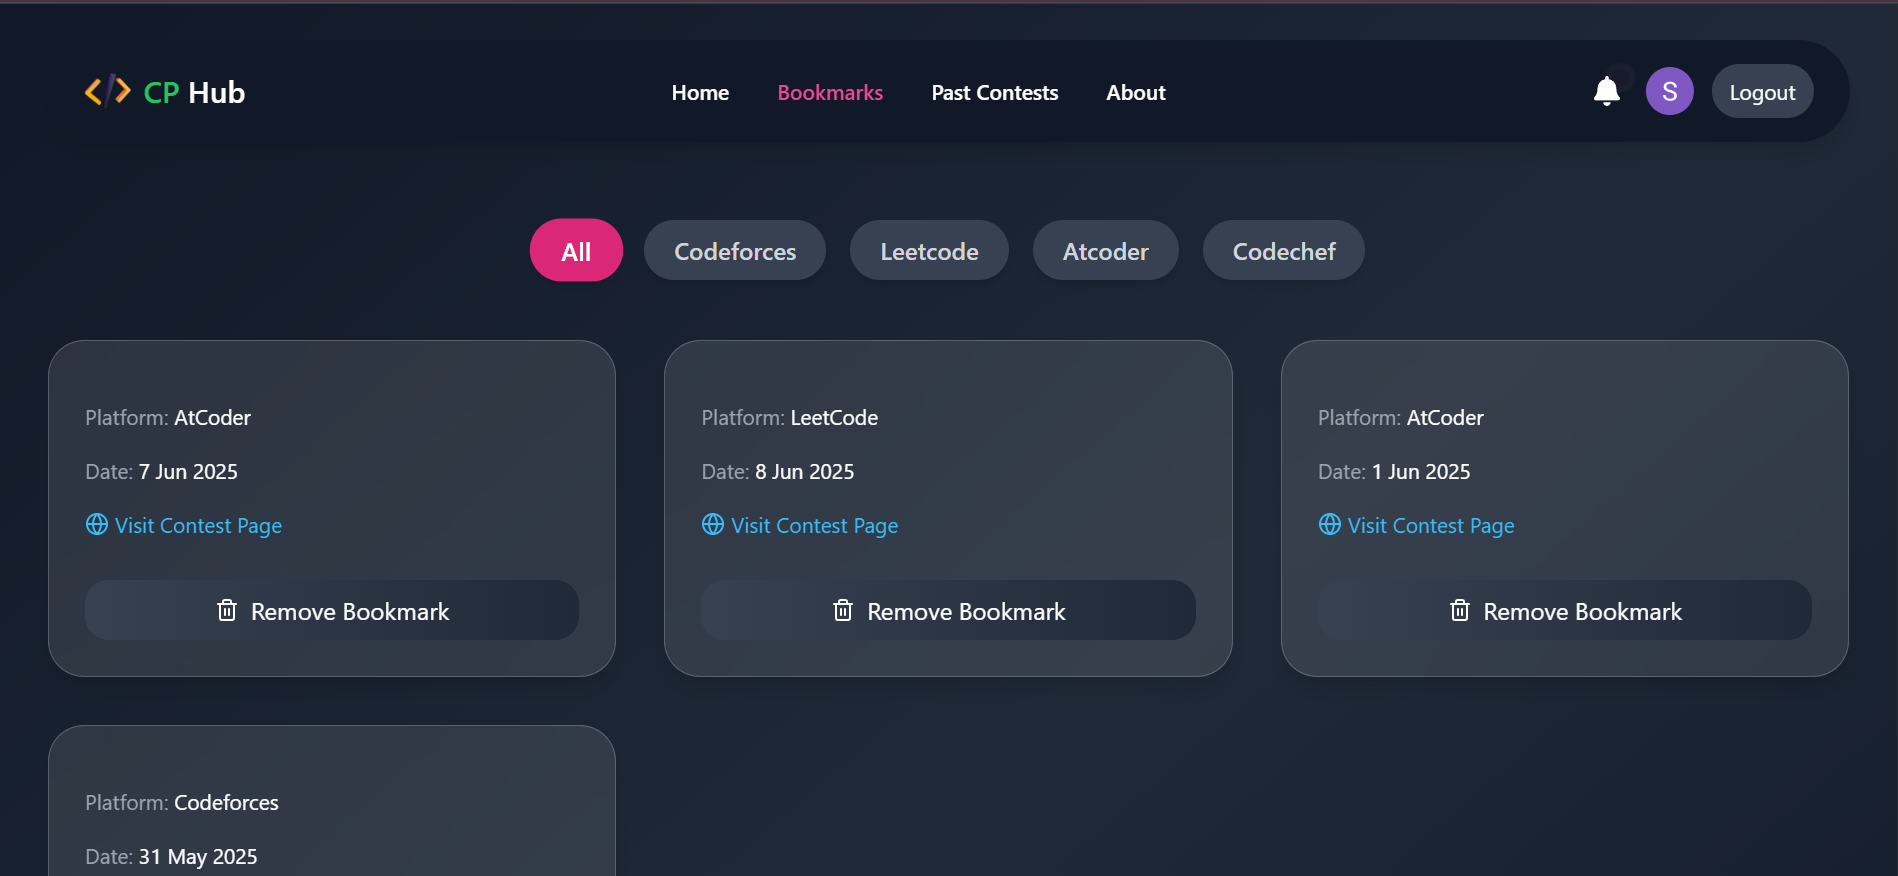 CP Hub
Home Bookmarks Past Contests About
S Logout
All Codeforces Leetcode Atcoder Codechef
Platform: AtCoder
Date: 7 Jun 2025
Visit Contest Page
Remove Bookmark
Platform: LeetCode
Date: 8 Jun 2025
Visit Contest Page
Remove Bookmark
Platform: AtCoder
Date: 1 Jun 2025
Visit Contest Page
Remove Bookmark
Platform: Codeforces
Date: 31 May 2025